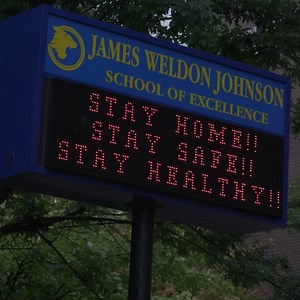 JAMES WELDON JOHNSON
SCHOOL OF EXCELLENCE
STAY HOME!!
STAY SAFE!!
STAY HEALTHY!!